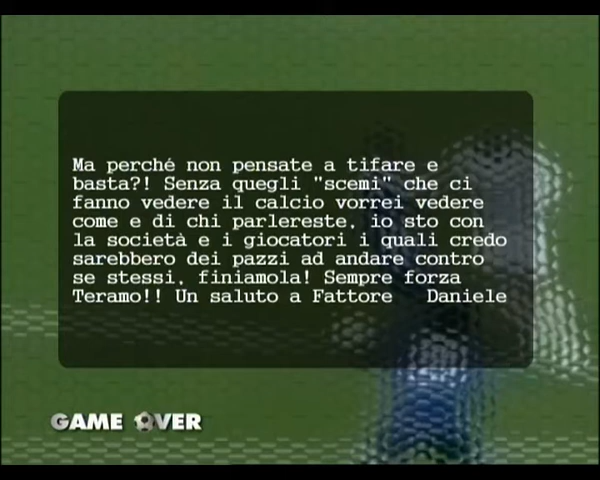 Ma perché non pensate a tifare e
basta?! Senza quegli "scemi" che ci
fanno vedere il calcio vorrei vedere
come e di chi parlereste, io sto con
la società e i giocatori i quali credo
sarebbero dei pazzi ad andare contro
se stessi, finiamola! Sempre forza
Teramo!! Un saluto a Fattore Daniele
GAME OVER